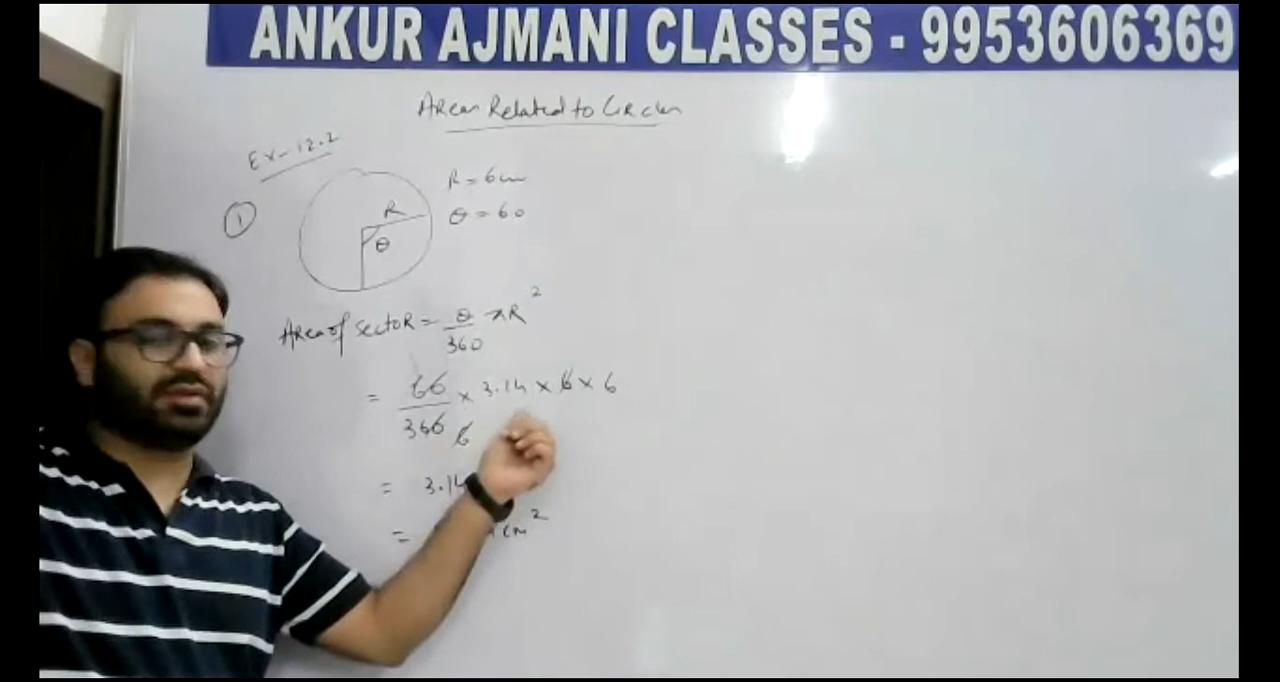 ANKUR AJMANI CLASSES - 9953606369
Areas Related to Circles
Ex-12.2
1
R
θ
R = 6cm
θ = 60
Area of sector = θ/360 πR²
= 60/360 6 × 3.14 × 6 × 6
= 3.14
= cm²